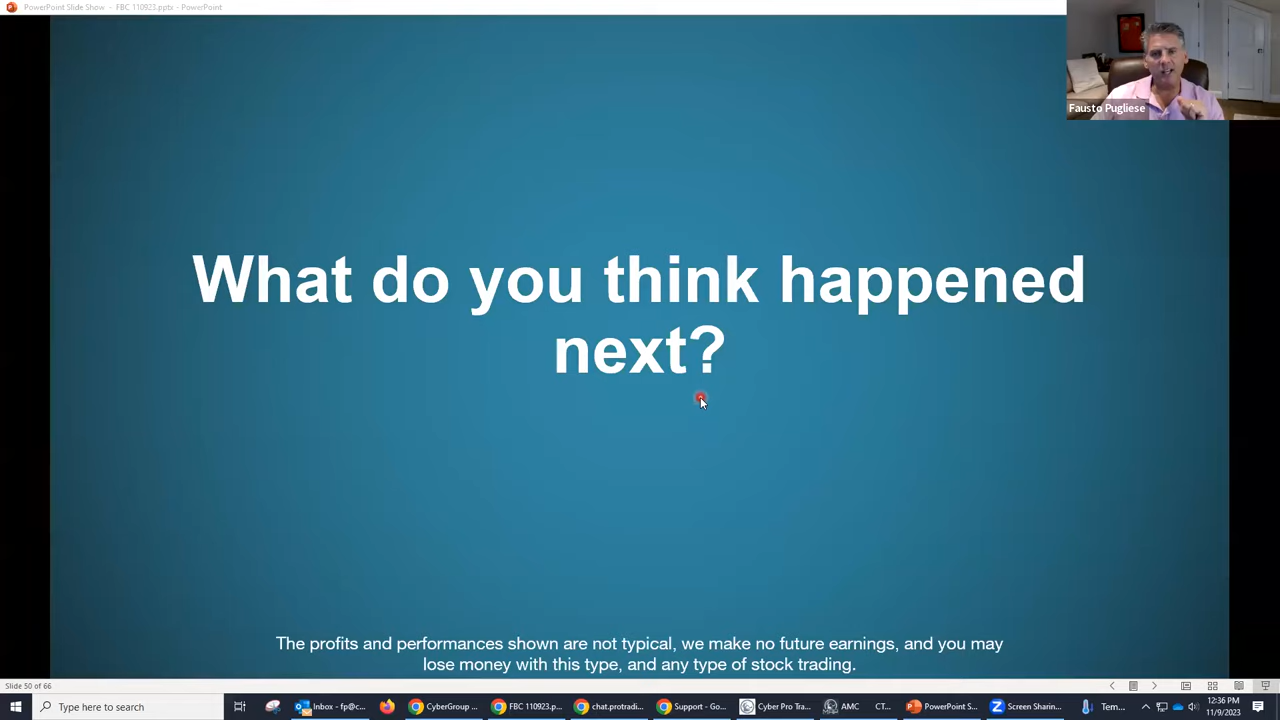 PowerPoint Slide Show - FBC 110923.pptx - PowerPoint
Fausto Pugliese
What do you think happened
next?
The profits and performances shown are not typical, we make no future earnings, and you may
lose money with this type, and any type of stock trading.
Slide 50 of 66
Type here to search
Inbox - fp@c...
CyberGroup ...
FBC 110923.p...
chat.protradi...
Support - Go...
Cyber Pro Tra...
AMC
CT...
PowerPoint S...
Screen Sharin...
Tem...
12:36 PM
11/9/2023